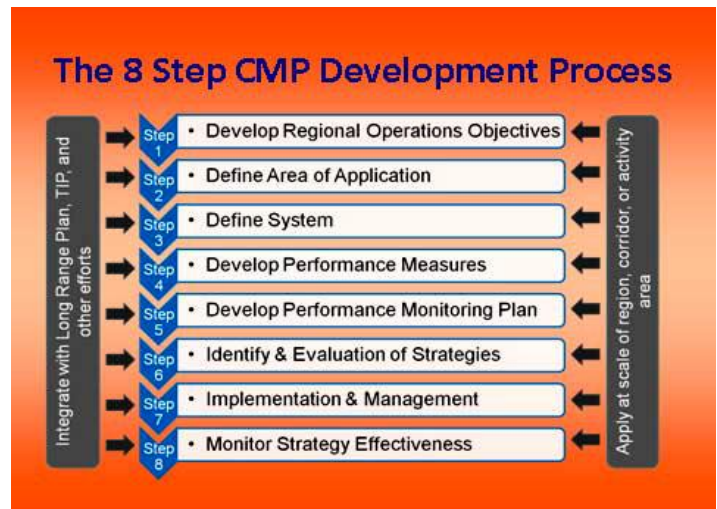 The 8 Step CMP Development Process
Integrate with Long Range Plan, TIP, and
other efforts
Step
1
• Develop Regional Operations Objectives
Step
2
• Define Area of Application
Step
3
• Define System
Step
4
• Develop Performance Measures
Step
5
• Develop Performance Monitoring Plan
Step
6
• Identify & Evaluation of Strategies
Step
7
• Implementation & Management
Step
8
• Monitor Strategy Effectiveness
Apply at scale of region, corridor, or activity
area